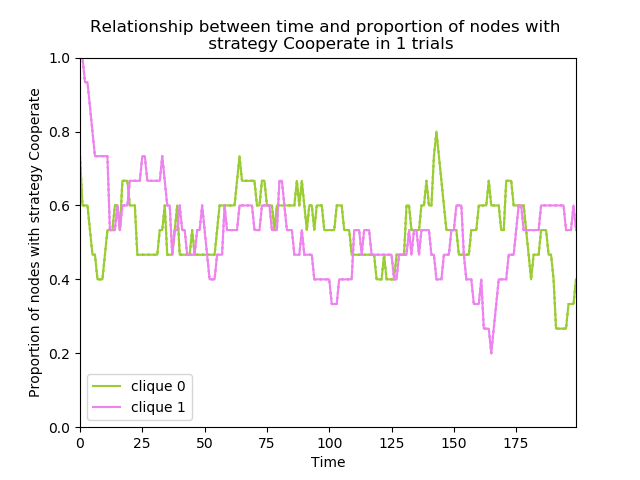 Relationship between time and proportion of nodes with
strategy Cooperate in 1 trials
Proportion of nodes with strategy Cooperate
1.0
0.8
0.6
0.4
0.2
0.0
clique 0
clique 1
0 25 50 75 100 125 150 175
Time